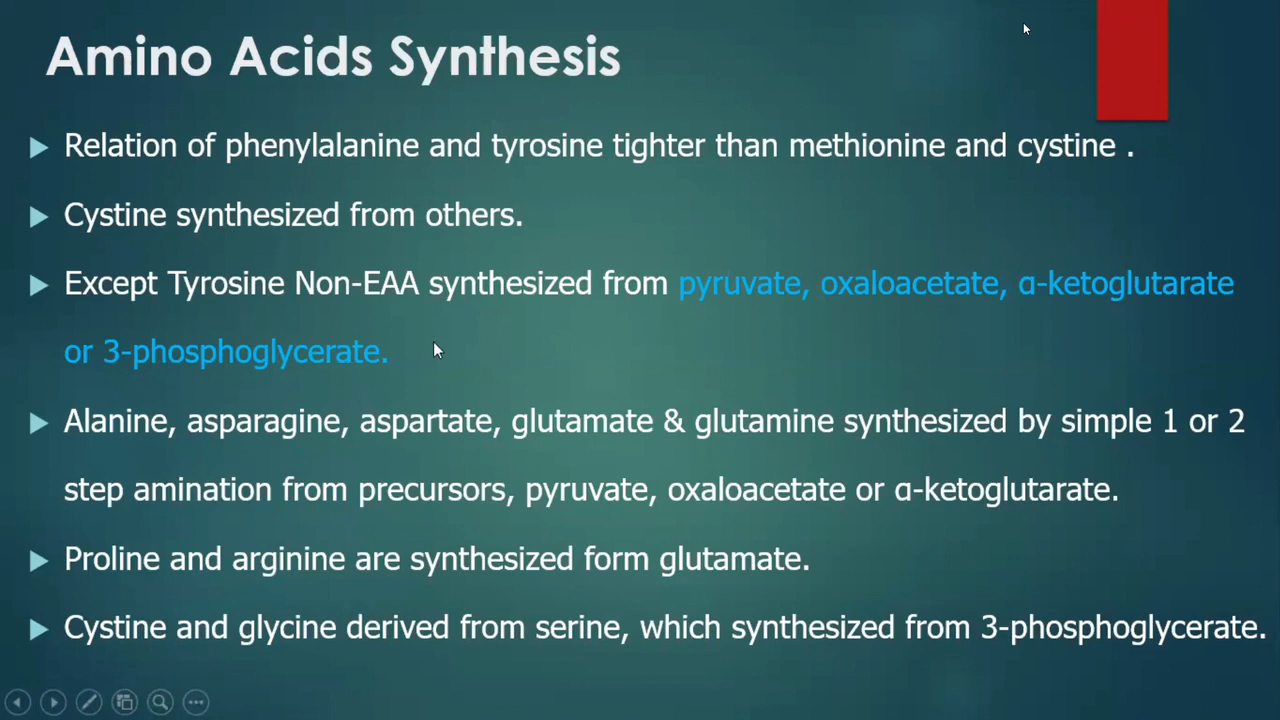 Amino Acids Synthesis
Relation of phenylalanine and tyrosine tighter than methionine and cystine .
Cystine synthesized from others.
Except Tyrosine Non-EAA synthesized from pyruvate, oxaloacetate, α-ketoglutarate
or 3-phosphoglycerate.
Alanine, asparagine, aspartate, glutamate & glutamine synthesized by simple 1 or 2
step amination from precursors, pyruvate, oxaloacetate or α-ketoglutarate.
Proline and arginine are synthesized form glutamate.
Cystine and glycine derived from serine, which synthesized from 3-phosphoglycerate.